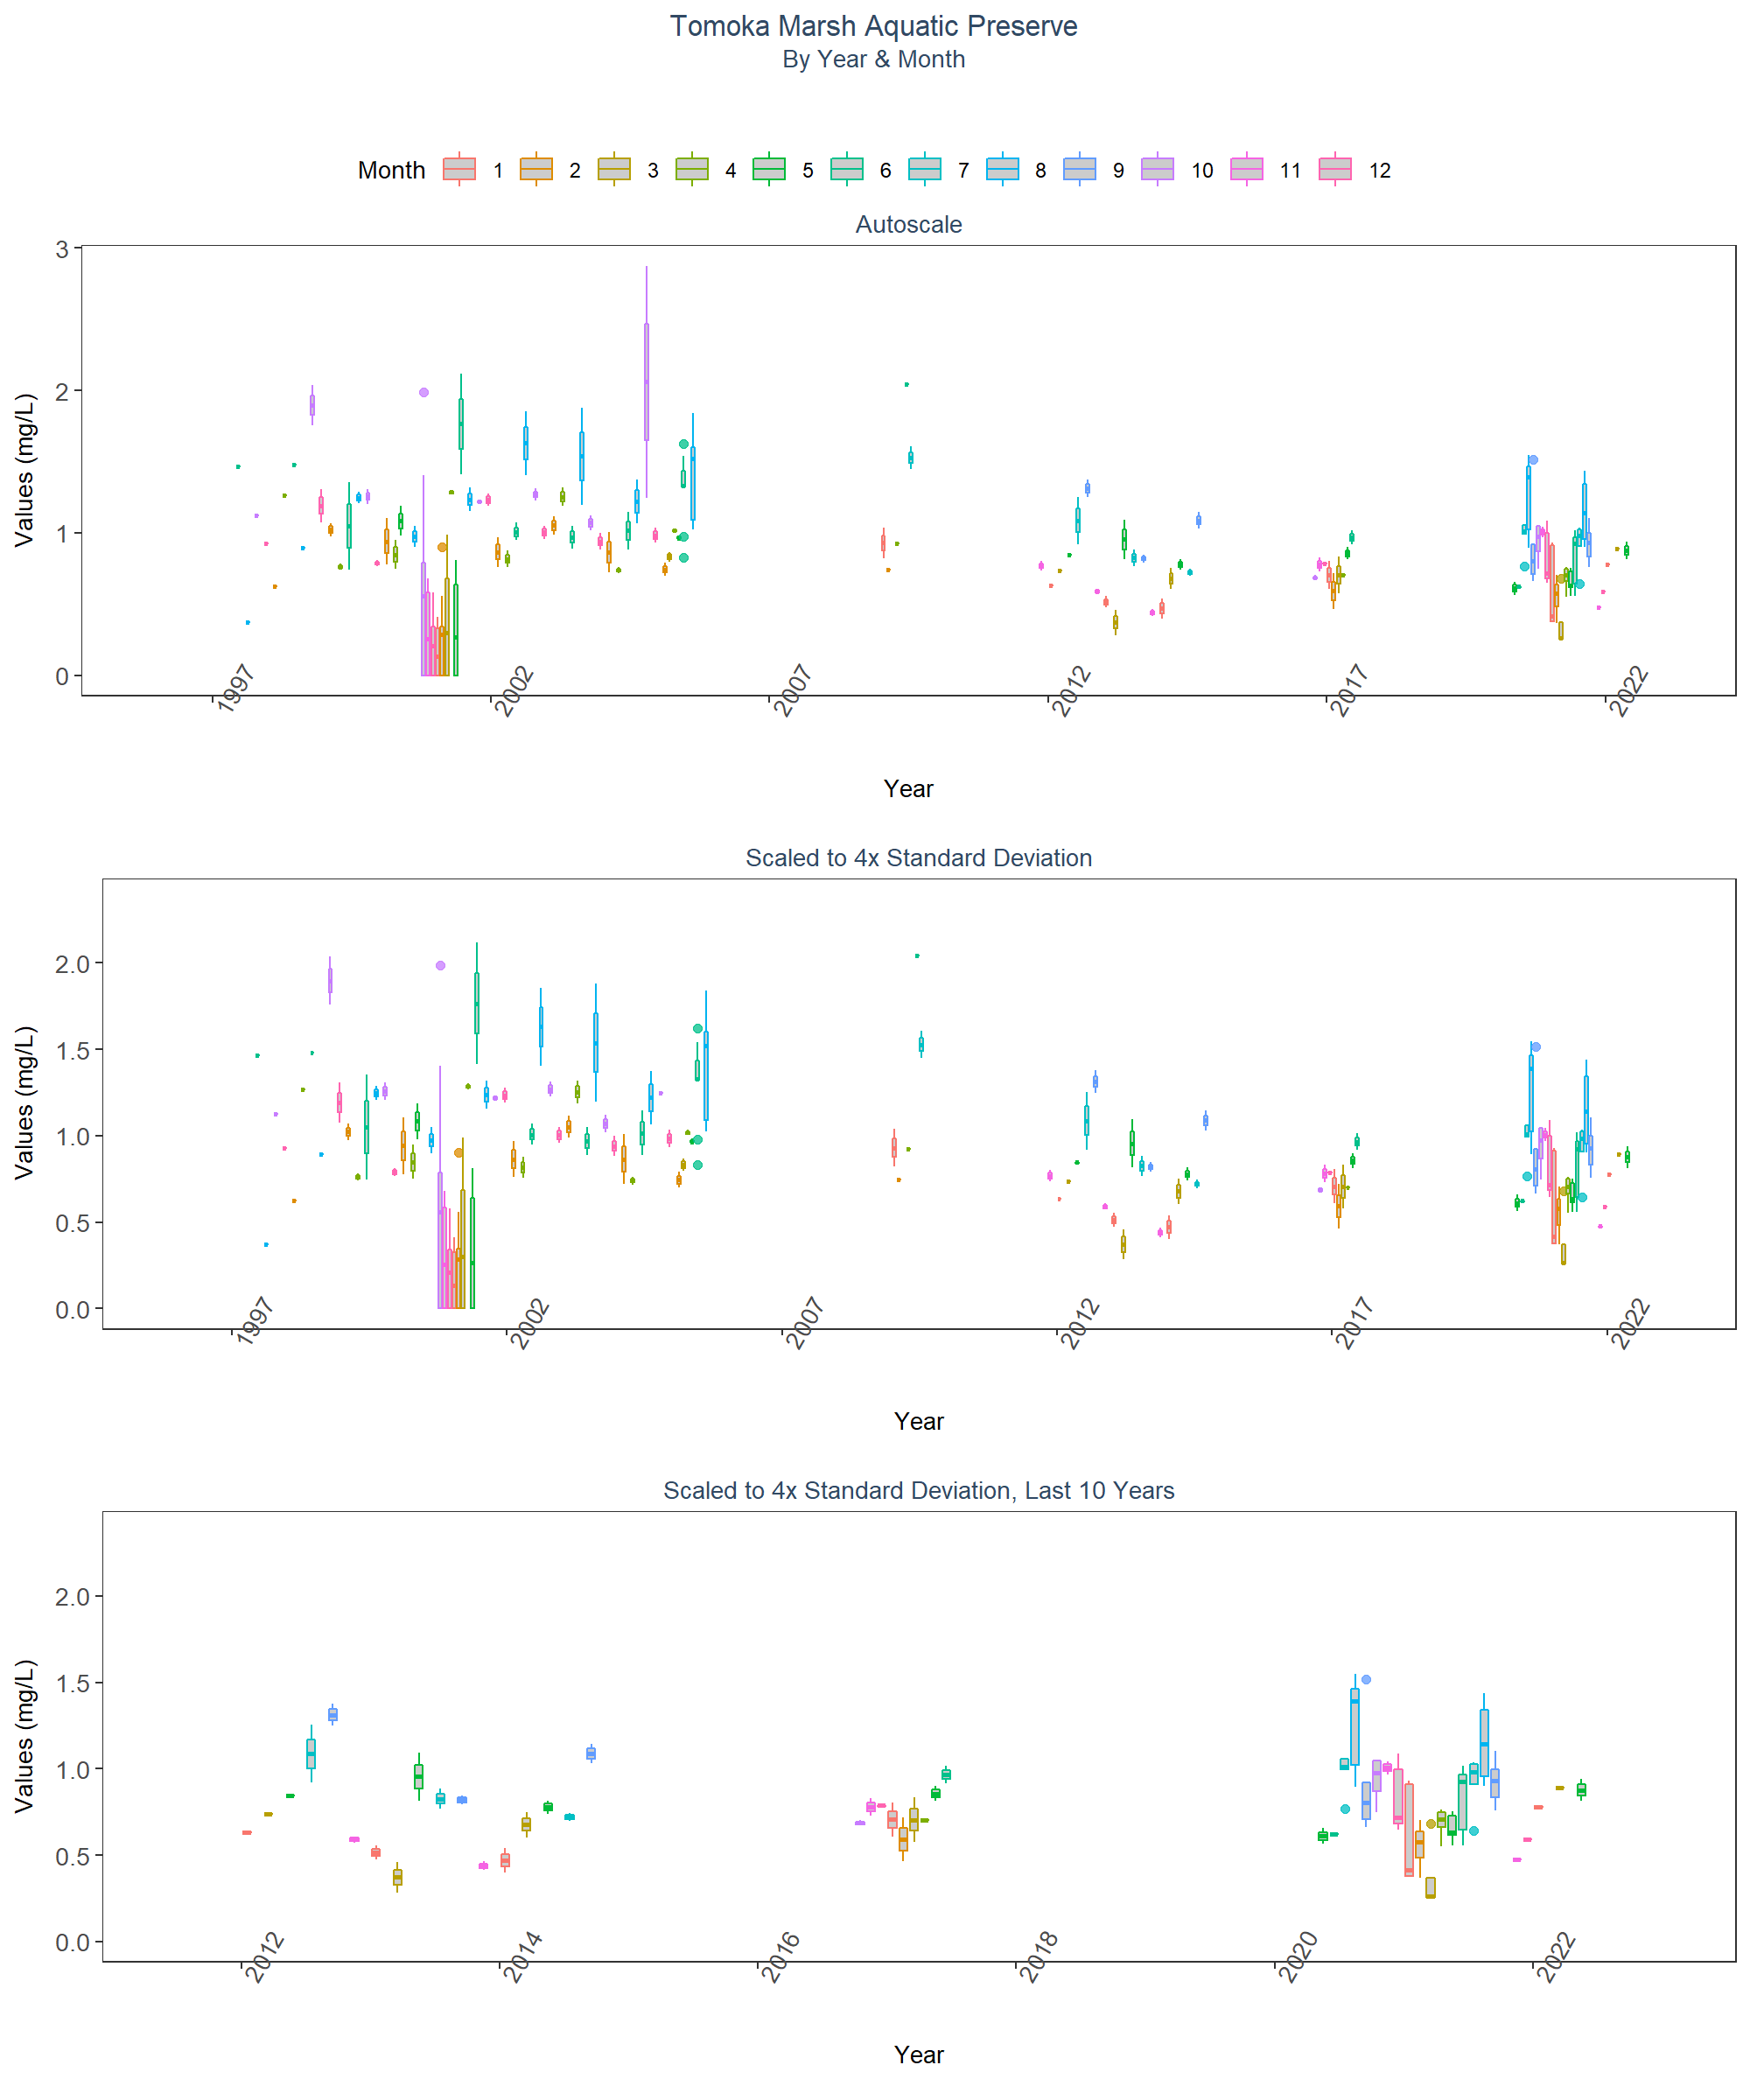 Tomoka Marsh Aquatic Preserve
By Year & Month
Month 1 2 3 4 5 6 7 8 9 10 11 12
Autoscale
Values (mg/L)
3
2
1
0
1997 2002 2007 2012 2017 2022
Year
Scaled to 4x Standard Deviation
Values (mg/L)
2.0
1.5
1.0
0.5
0.0
1997 2002 2007 2012 2017 2022
Year
Scaled to 4x Standard Deviation, Last 10 Years
Values (mg/L)
2.0
1.5
1.0
0.5
0.0
2012 2014 2016 2018 2020 2022
Year